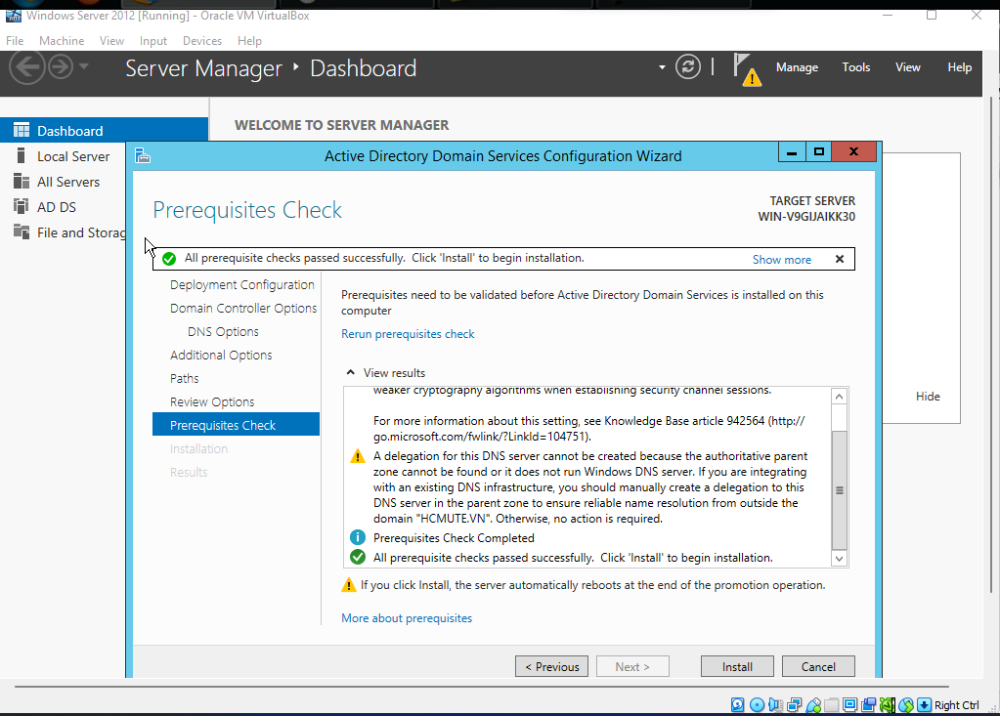 Windows Server 2012 [Running] - Oracle VM VirtualBox
File Machine View Input Devices Help
Server Manager ‣ Dashboard
Manage Tools View Help
Dashboard
Local Server
All Servers
AD DS
File and Storag
WELCOME TO SERVER MANAGER
Hide
Active Directory Domain Services Configuration Wizard
Prerequisites Check
TARGET SERVER
WIN-V9GIJAIKK30
All prerequisite checks passed successfully. Click 'Install' to begin installation.
Show more
Deployment Configuration
Domain Controller Options
DNS Options
Additional Options
Paths
Review Options
Prerequisites Check
Installation
Results
Prerequisites need to be validated before Active Directory Domain Services is installed on this
computer
Rerun prerequisites check
View results
weaker cryptography algorithms when establishing security channel sessions.
For more information about this setting, see Knowledge Base article 942564 (http://
go.microsoft.com/fwlink/?LinkId=104751).
A delegation for this DNS server cannot be created because the authoritative parent
zone cannot be found or it does not run Windows DNS server. If you are integrating
with an existing DNS infrastructure, you should manually create a delegation to this
DNS server in the parent zone to ensure reliable name resolution from outside the
domain "HCMUTE.VN". Otherwise, no action is required.
Prerequisites Check Completed
All prerequisite checks passed successfully. Click 'Install' to begin installation.
If you click Install, the server automatically reboots at the end of the promotion operation.
More about prerequisites
< Previous
Next >
Install
Cancel
Right Ctrl